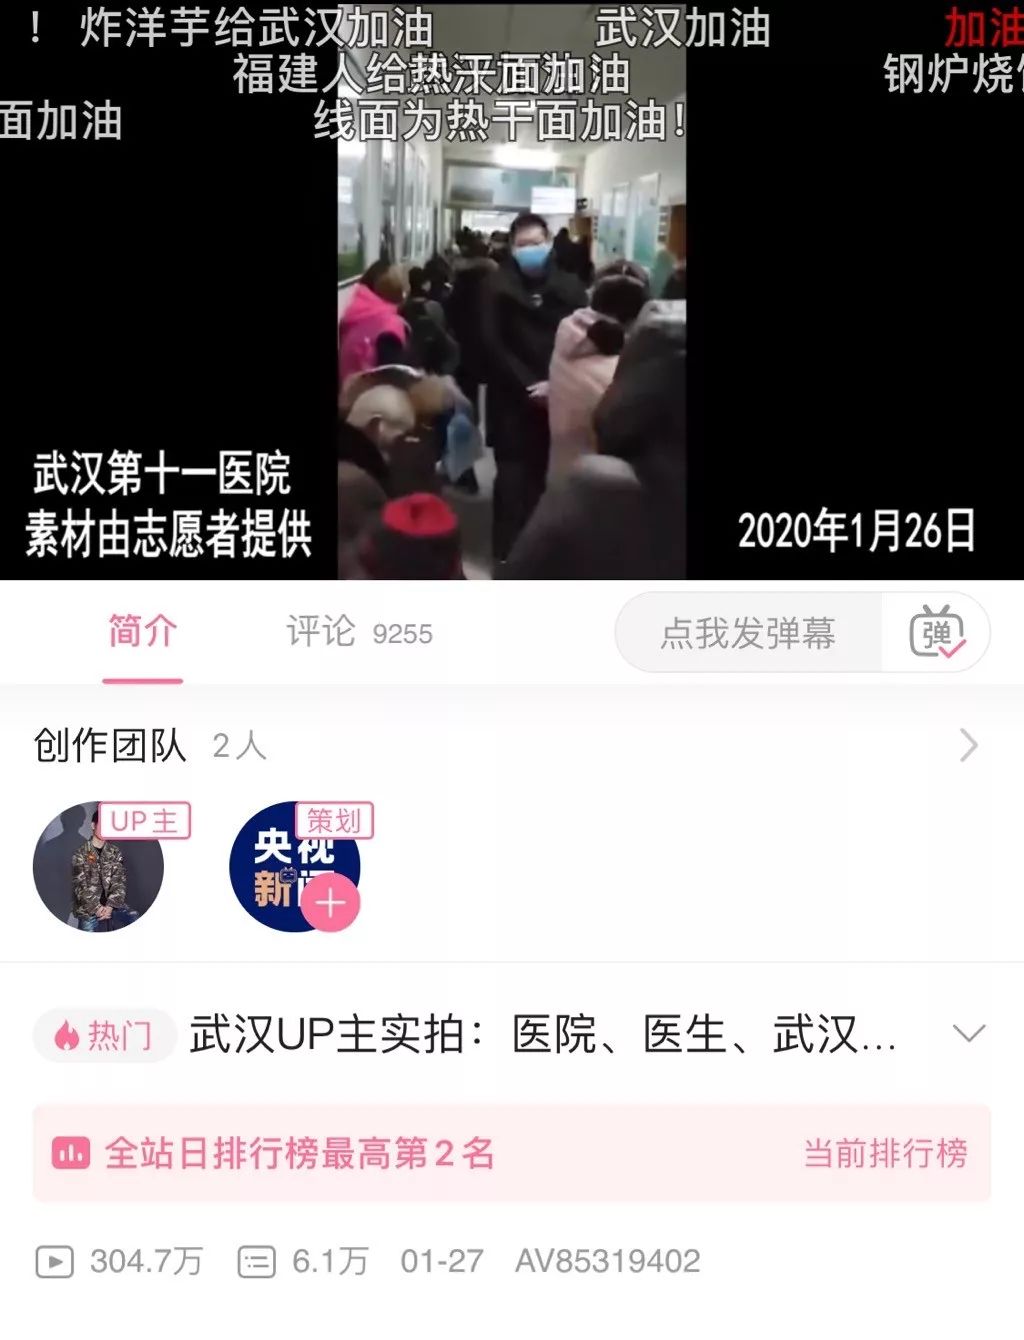 ！ 炸洋芋给武汉加油 武汉加油 加油
福建人给热干面加油 钢炉烧
面加油 线面为热干面加油！
武汉第十一医院
素材由志愿者提供
2020年1月26日
简介 评论 9255 点我发弹幕 弹
创作团队 2人
UP主 策划
央视
新闻
热门 武汉UP主实拍：医院、医生、武汉...
全站日排行榜最高第2名 当前排行榜
304.7万 6.1万 01-27 AV85319402